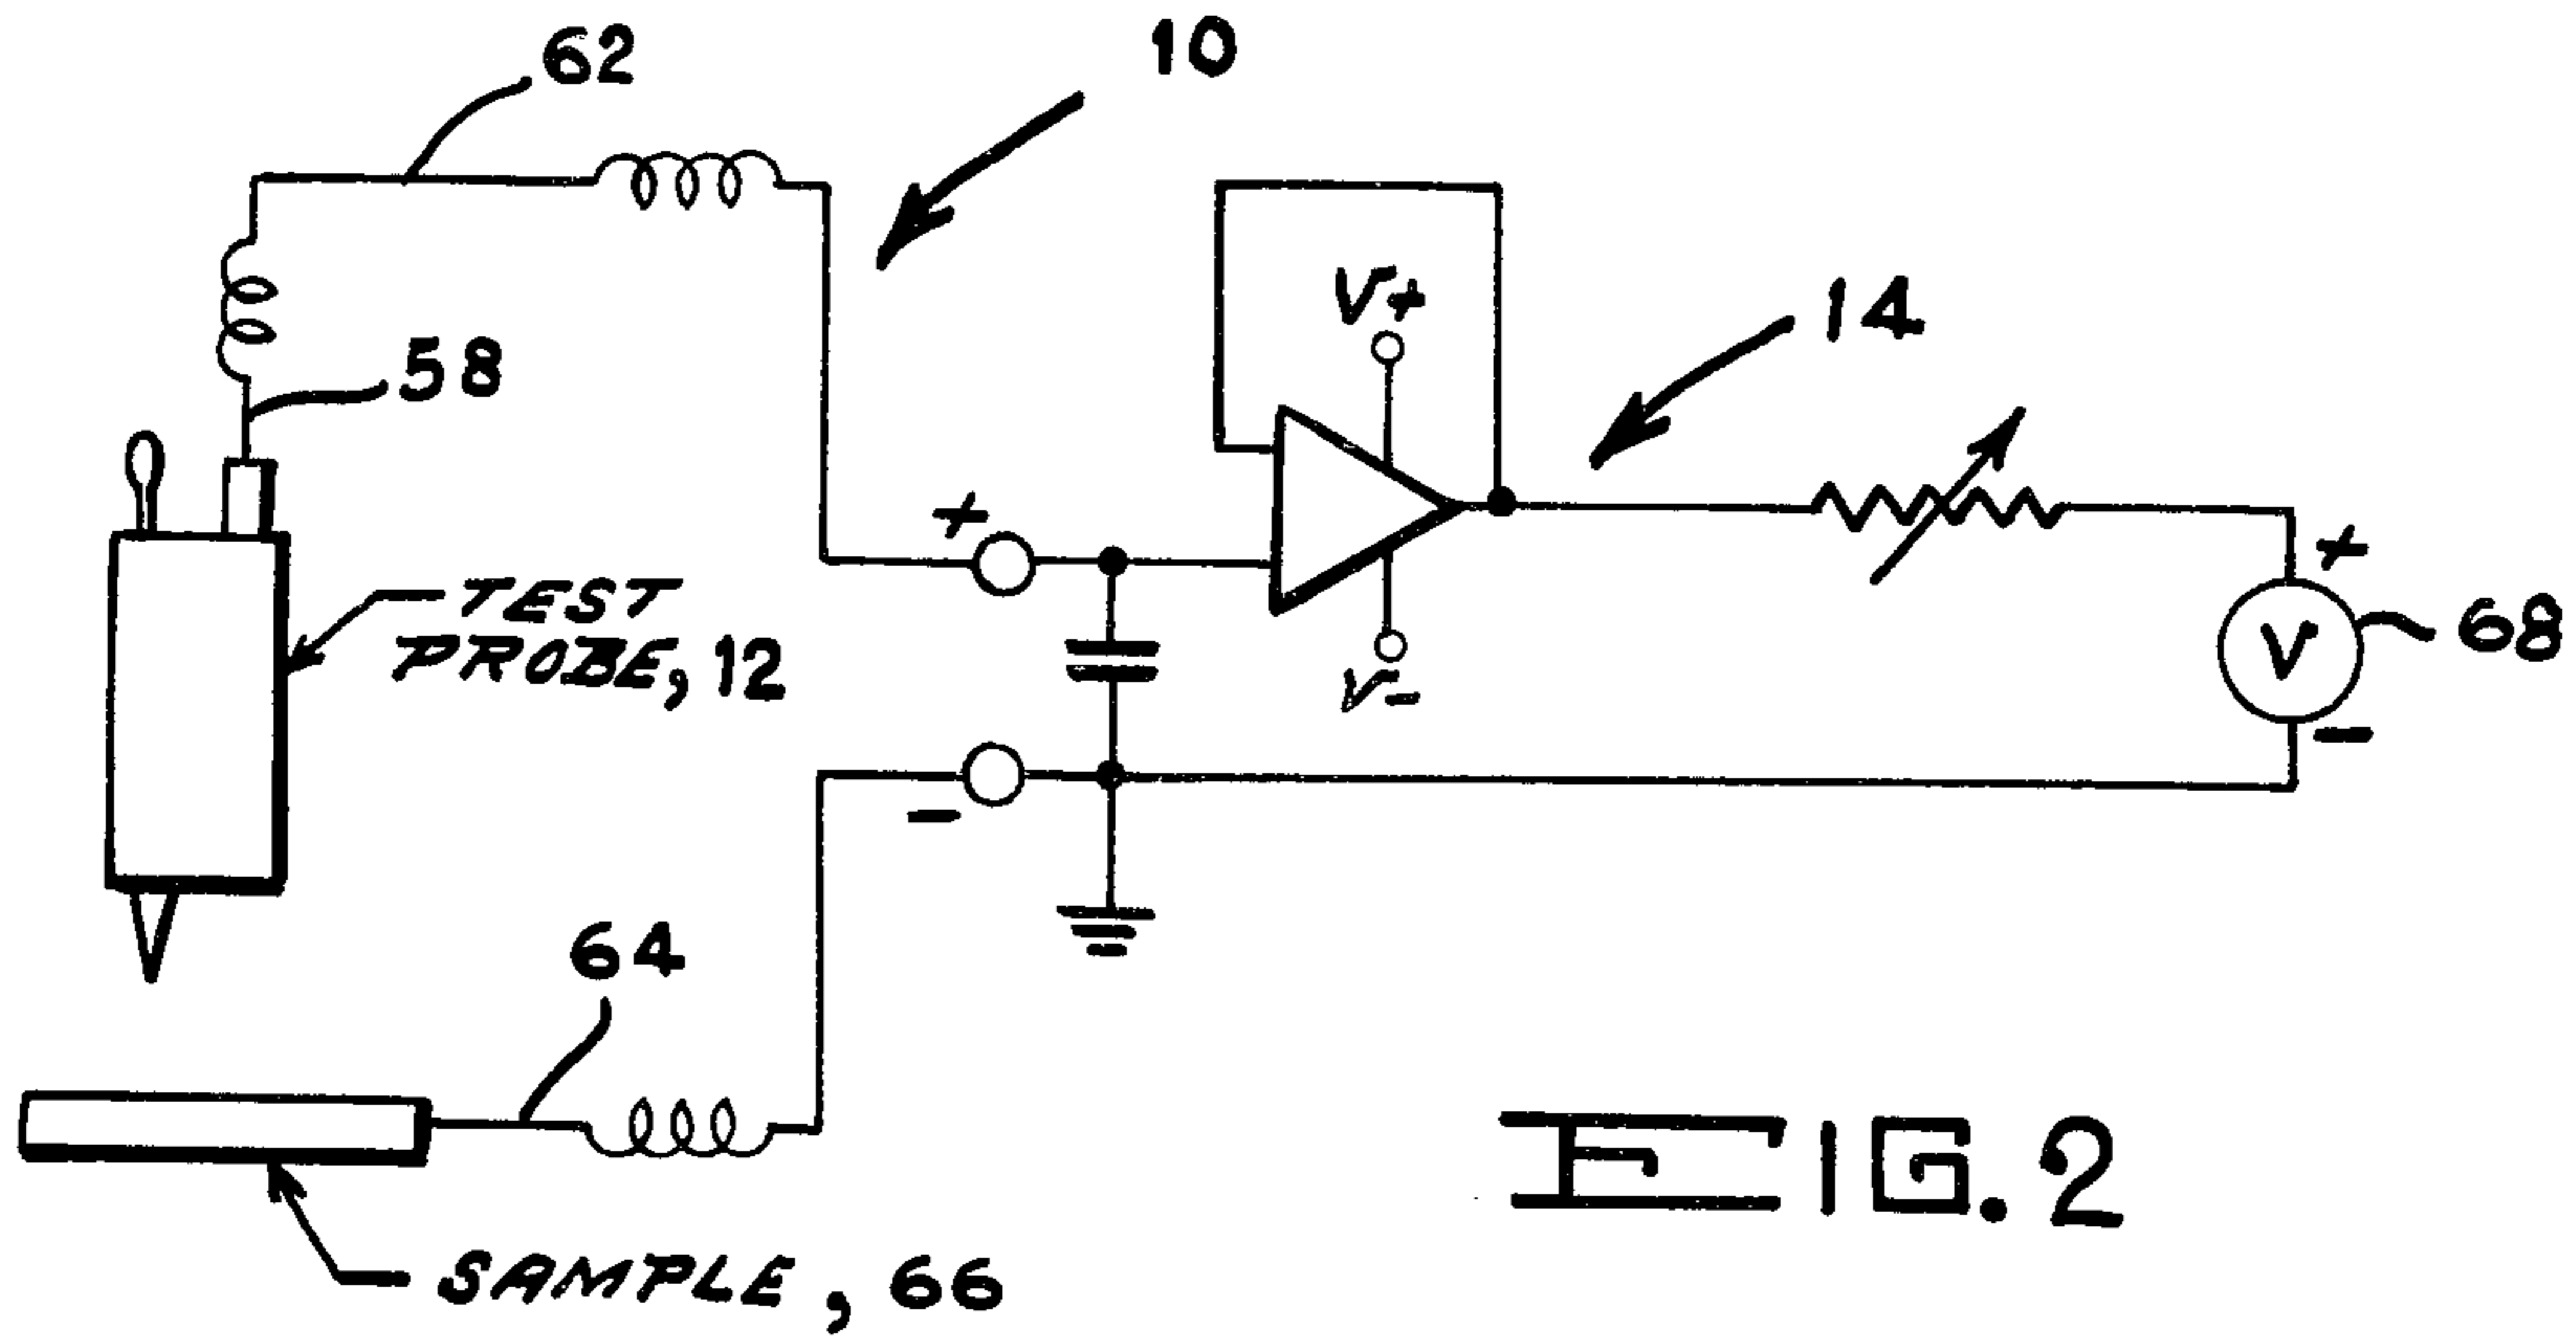 62
10
58
V+
14
+
TEST
PROBE, 12
+
V
68
V-
-
-
64
SAMPLE, 66
FIG. 2